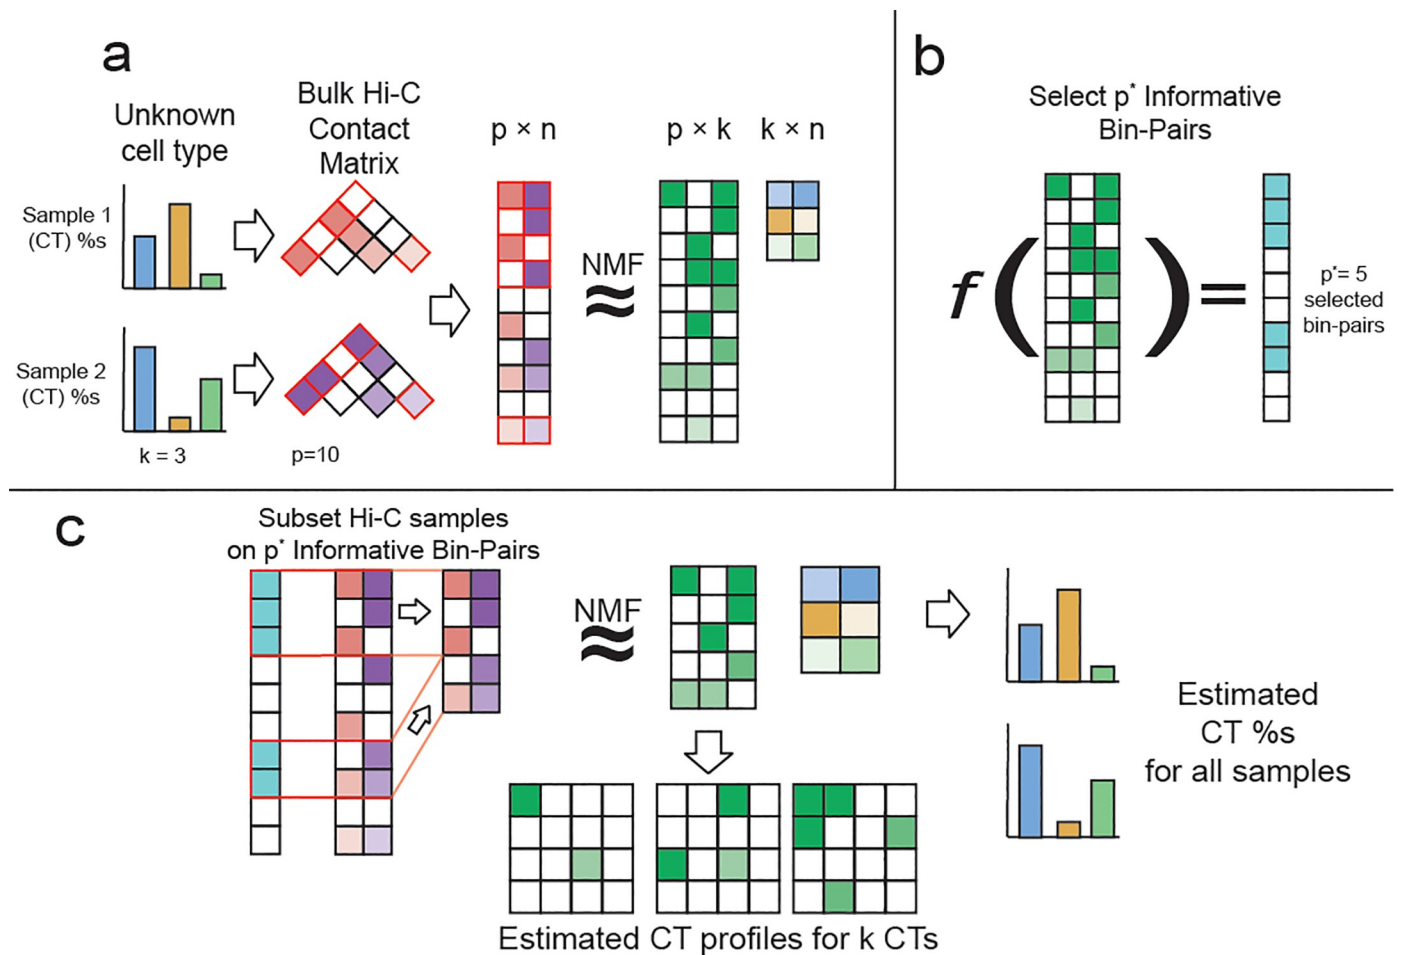 a
Unknown
cell type
Bulk Hi-C
Contact
Matrix
p × n
p × k
k × n
Sample 1
(CT) %s
NMF
≈
Sample 2
(CT) %s
k = 3
p=10
b
Select p* Informative
Bin-Pairs
f ( ) =
p*= 5
selected
bin-pairs
c
Subset Hi-C samples
on p* Informative Bin-Pairs
NMF
≈
Estimated
CT %s
for all samples
Estimated CT profiles for k CTs